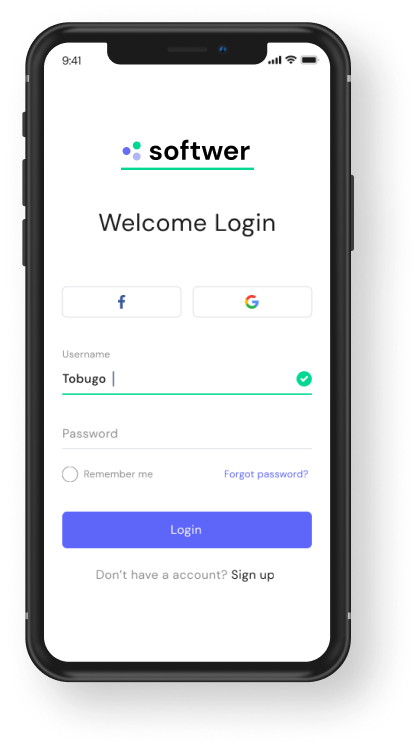 9:41
softwer
Welcome Login
Username
Tobugo
Password
Remember me Forgot password?
Login
Don't have a account? Sign up